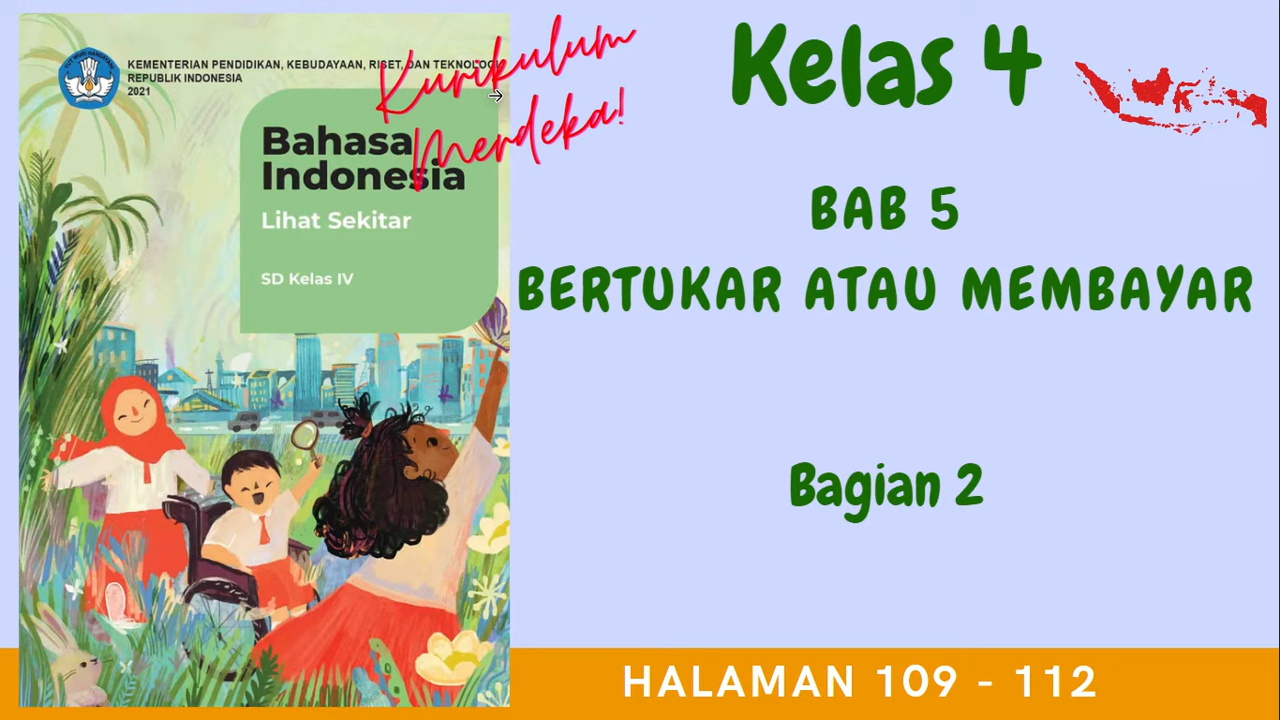 KEMENTERIAN PENDIDIKAN, KEBUDAYAAN, RISET, DAN TEKNOLOGI
REPUBLIK INDONESIA
2021
Bahasa
Indonesia
Lihat Sekitar
SD Kelas IV
Kurikulum
Merdeka!
Kelas 4
BAB 5
BERTUKAR ATAU MEMBAYAR
Bagian 2
HALAMAN 109 - 112